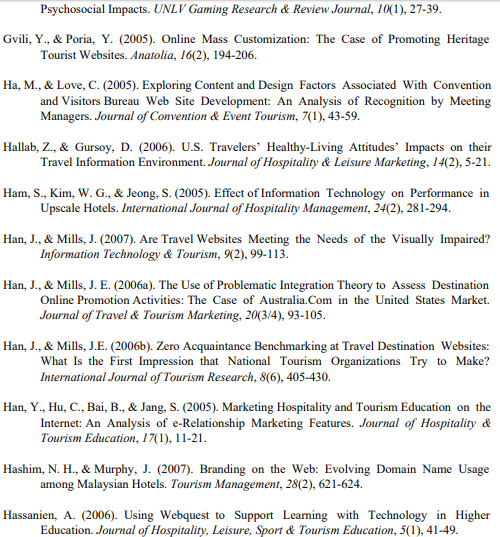 Psychosocial Impacts. UNLV Gaming Research & Review Journal, 10(1), 27-39.
Gvili, Y., & Poria, Y. (2005). Online Mass Customization: The Case of Promoting Heritage
Tourist Websites. Anatolia, 16(2), 194-206.
Ha, M., & Love, C. (2005). Exploring Content and Design Factors Associated With Convention
and Visitors Bureau Web Site Development: An Analysis of Recognition by Meeting
Managers. Journal of Convention & Event Tourism, 7(1), 43-59.
Hallab, Z., & Gursoy, D. (2006). U.S. Travelers’ Healthy-Living Attitudes’ Impacts on their
Travel Information Environment. Journal of Hospitality & Leisure Marketing, 14(2), 5-21.
Ham, S., Kim, W. G., & Jeong, S. (2005). Effect of Information Technology on Performance in
Upscale Hotels. International Journal of Hospitality Management, 24(2), 281-294.
Han, J., & Mills, J. (2007). Are Travel Websites Meeting the Needs of the Visually Impaired?
Information Technology & Tourism, 9(2), 99-113.
Han, J., & Mills, J. E. (2006a). The Use of Problematic Integration Theory to Assess Destination
Online Promotion Activities: The Case of Australia.Com in the United States Market.
Journal of Travel & Tourism Marketing, 20(3/4), 93-105.
Han, J., & Mills, J.E. (2006b). Zero Acquaintance Benchmarking at Travel Destination Websites:
What Is the First Impression that National Tourism Organizations Try to Make?
International Journal of Tourism Research, 8(6), 405-430.
Han, Y., Hu, C., Bai, B., & Jang, S. (2005). Marketing Hospitality and Tourism Education on the
Internet: An Analysis of e-Relationship Marketing Features. Journal of Hospitality &
Tourism Education, 17(1), 11-21.
Hashim, N. H., & Murphy, J. (2007). Branding on the Web: Evolving Domain Name Usage
among Malaysian Hotels. Tourism Management, 28(2), 621-624.
Hassanien, A. (2006). Using Webquest to Support Learning with Technology in Higher
Education. Journal of Hospitality, Leisure, Sport & Tourism Education, 5(1), 41-49.